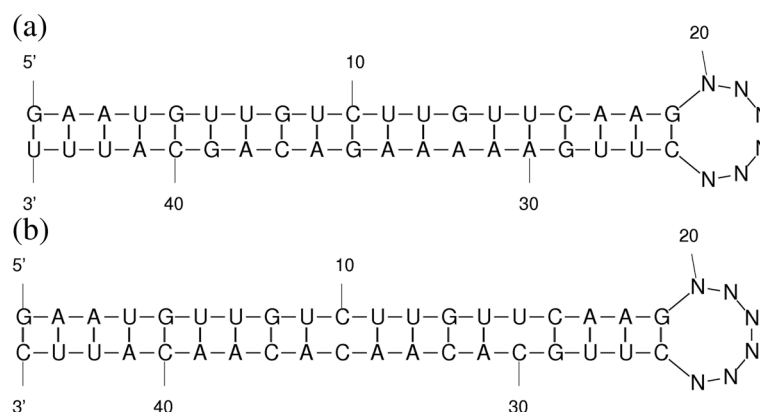 (a)
5' 10 20
G A A U G U U G U C U U G U U C A A G N N N
U U U A C A G C A G A A A A A G U U C N N N
3' 40 30
(b)
5' 10 20
G A A U G U U G U C U U G U U C A A G N N N
C U U A C A A C A C A A C A C G U U C N N N
3' 40 30